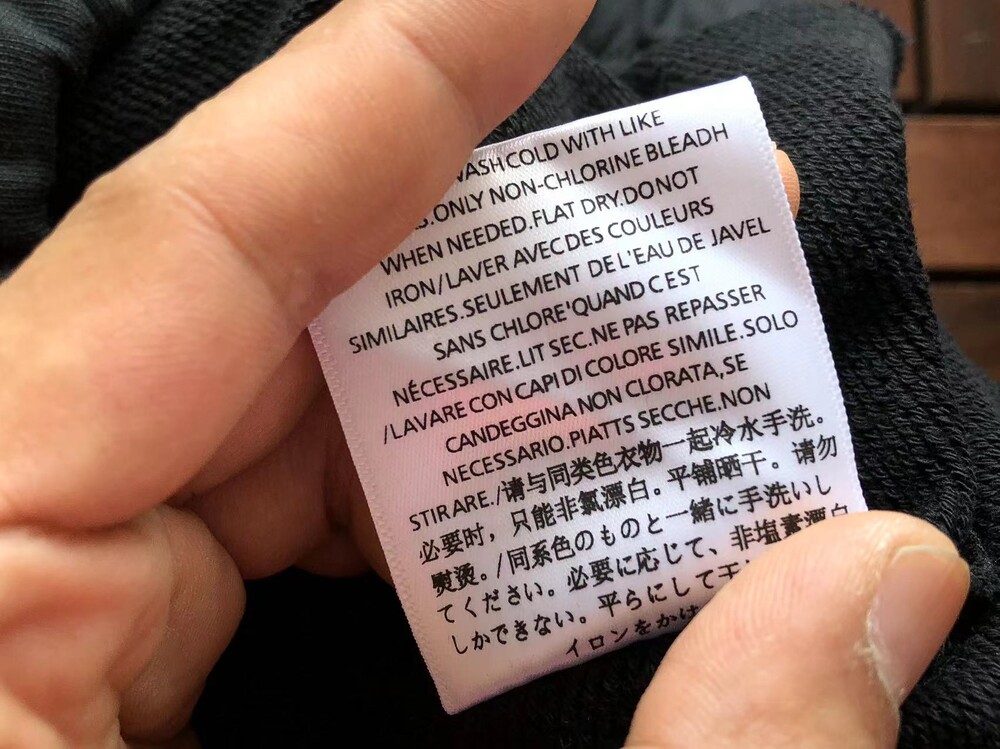 WASH COLD WITH LIKE
.ONLY NON-CHLORINE BLEADH
WHEN NEEDED.FLAT DRY.DO NOT
IRON/LAVER AVEC DES COULEURS
SIMILAIRES.SEULEMENT DE L'EAU DE JAVEL
SANS CHLORE'QUAND C EST
NÉCESSAIRE.LIT SEC.NE PAS REPASSER
/LAVARE CON CAPI DI COLORE SIMILE.SOLO
CANDEGGINA NON CLORATA,SE
NECESSARIO.PIATTS SECCHE.NON
STIRARE./请与同类色衣物一起冷水手洗。
必要时，只能非氯漂白。平铺晒干。请勿
熨烫。/同系色のものと一緒に手洗いし
てください。必要に応じて、非塩素漂白
しかできない。平らにして干
イロンをかけ